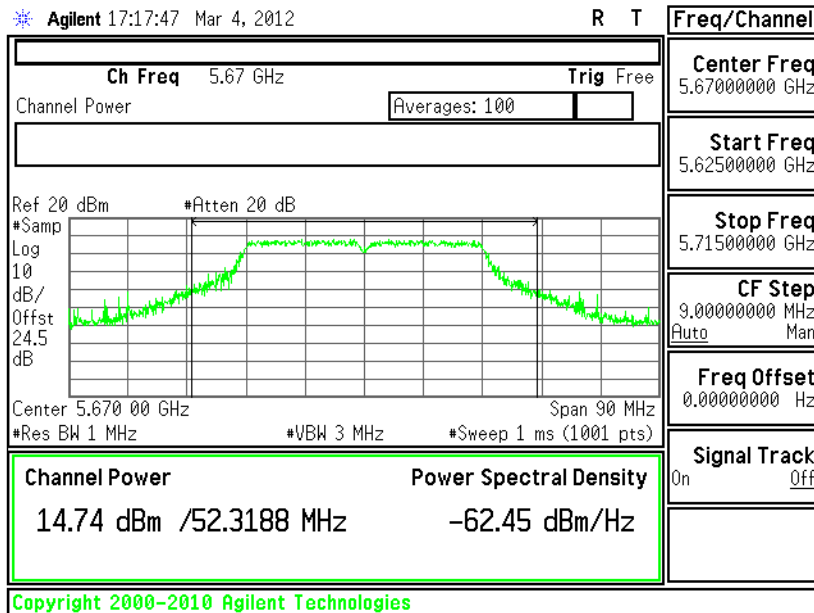 Agilent 17:17:47 Mar 4, 2012 R T
Ch Freq 5.67 GHz Trig Free
Channel Power Averages: 100
Ref 20 dBm #Atten 20 dB
#Samp
Log
10
dB/
Offst
24.5
dB
Center 5.670 00 GHz Span 90 MHz
#Res BW 1 MHz #VBW 3 MHz #Sweep 1 ms (1001 pts)
Channel Power Power Spectral Density
14.74 dBm /52.3188 MHz -62.45 dBm/Hz
Copyright 2000-2010 Agilent Technologies
Freq/Channel
Center Freq
5.67000000 GHz
Start Freq
5.62500000 GHz
Stop Freq
5.71500000 GHz
CF Step
9.00000000 MHz
Auto Man
Freq Offset
0.00000000 Hz
Signal Track
On Off